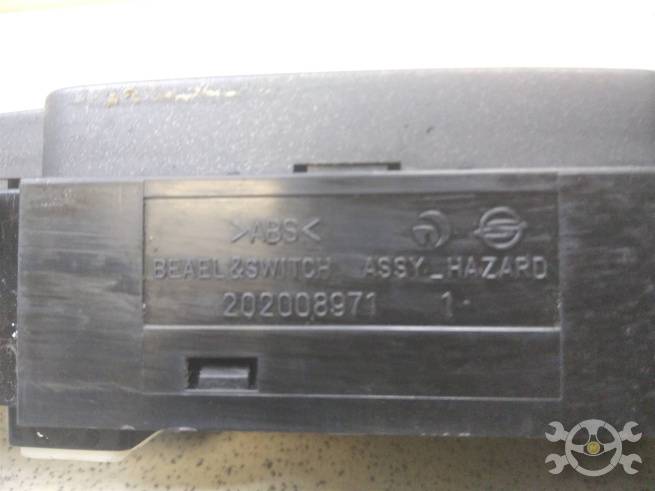 >ABS<
BEAEL&SWITCH ASSY_HAZARD
202008971 1